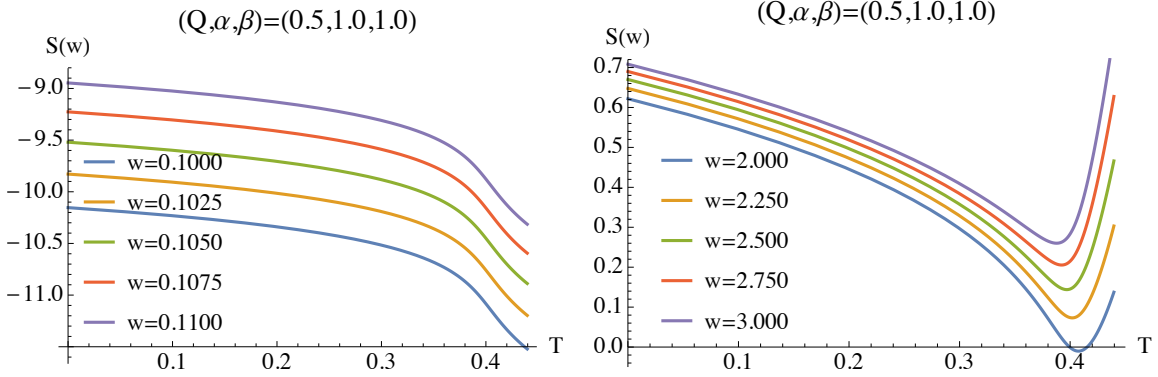 (Q,α,β)=(0.5,1.0,1.0)
S(w)
−9.0
−9.5
−10.0
−10.5
−11.0
w=0.1000
w=0.1025
w=0.1050
w=0.1075
w=0.1100
0.1
0.2
0.3
0.4
T
(Q,α,β)=(0.5,1.0,1.0)
S(w)
0.7
0.6
0.5
0.4
0.3
0.2
0.1
0.0
w=2.000
w=2.250
w=2.500
w=2.750
w=3.000
0.1
0.2
0.3
0.4
T